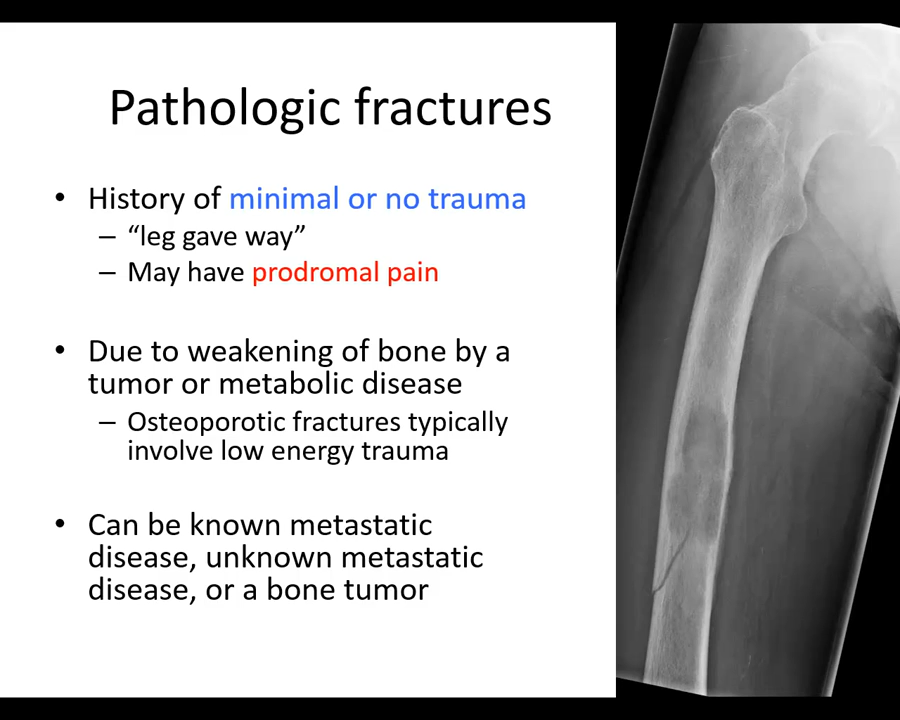 Pathologic fractures
• History of minimal or no trauma
– “leg gave way”
– May have prodromal pain
• Due to weakening of bone by a
tumor or metabolic disease
– Osteoporotic fractures typically
involve low energy trauma
• Can be known metastatic
disease, unknown metastatic
disease, or a bone tumor